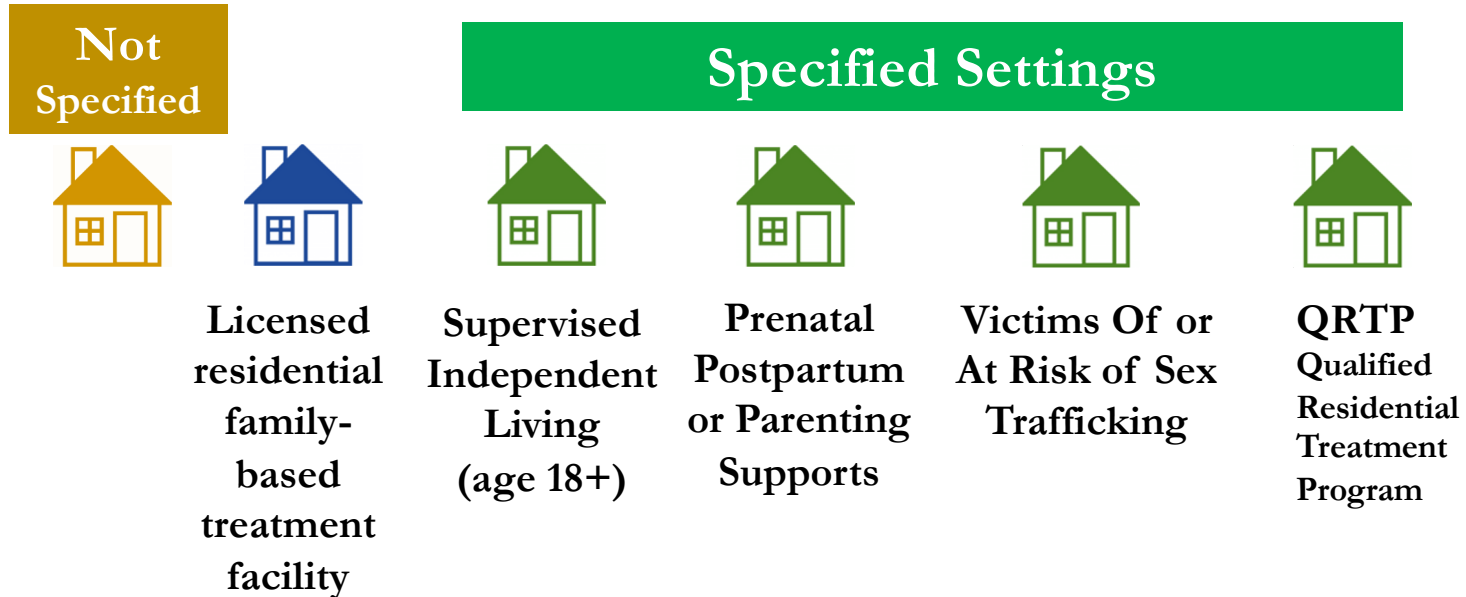 Not
Specified
Specified Settings
Licensed
residential
family-
based
treatment
facility
Supervised
Independent
Living
(age 18+)
Prenatal
Postpartum
or Parenting
Supports
Victims Of or
At Risk of Sex
Trafficking
QRTP
Qualified
Residential
Treatment
Program